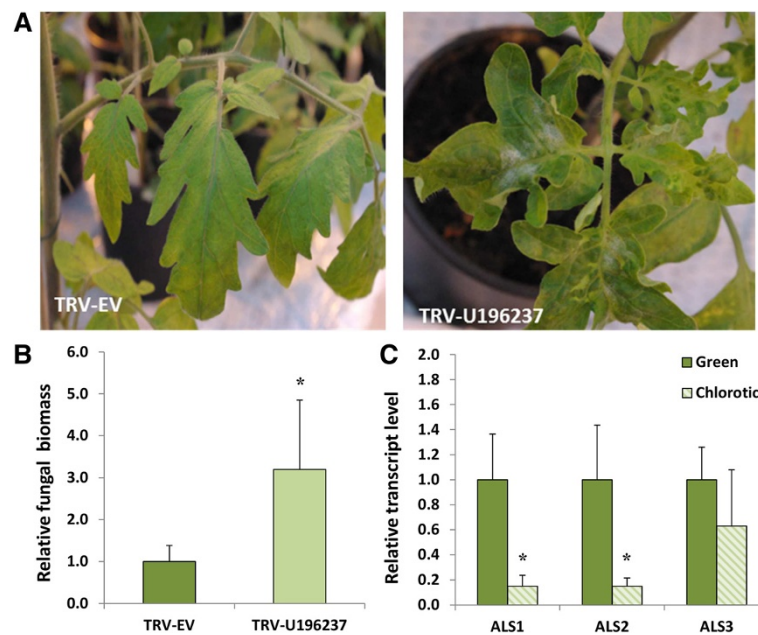 A
TRV-EV
TRV-U196237
B
Relative fungal biomass
6.0
5.0
4.0
3.0
2.0
1.0
0.0
*
TRV-EV
TRV-U196237
C
Relative transcript level
2.0
1.8
1.6
1.4
1.2
1.0
0.8
0.6
0.4
0.2
0.0
Green
Chlorotic
*
*
ALS1
ALS2
ALS3